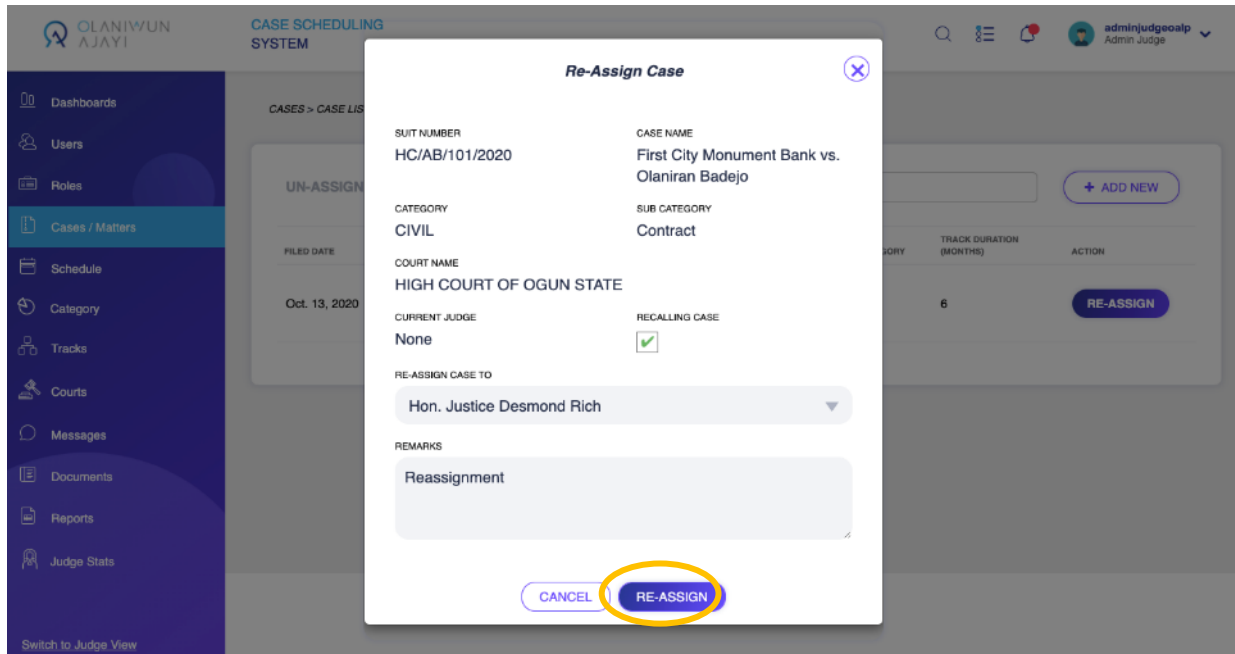 OLANIWUN
AJAYI
CASE SCHEDULING
SYSTEM
adminjudgeoalp
Admin Judge
Dashboards
Users
Roles
Cases / Matters
Schedule
Category
Tracks
Courts
Messages
Documents
Reports
Judge Stats
Switch to Judge View
CASES > CASE LIS
UN-ASSIGN
+ ADD NEW
FILED DATE
GORY
TRACK DURATION
(MONTHS)
ACTION
Oct. 13, 2020
6
RE-ASSIGN
Re-Assign Case
SUIT NUMBER
HC/AB/101/2020
CASE NAME
First City Monument Bank vs.
Olaniran Badejo
CATEGORY
CIVIL
SUB CATEGORY
Contract
COURT NAME
HIGH COURT OF OGUN STATE
CURRENT JUDGE
None
RECALLING CASE
RE-ASSIGN CASE TO
Hon. Justice Desmond Rich
REMARKS
Reassignment
CANCEL
RE-ASSIGN